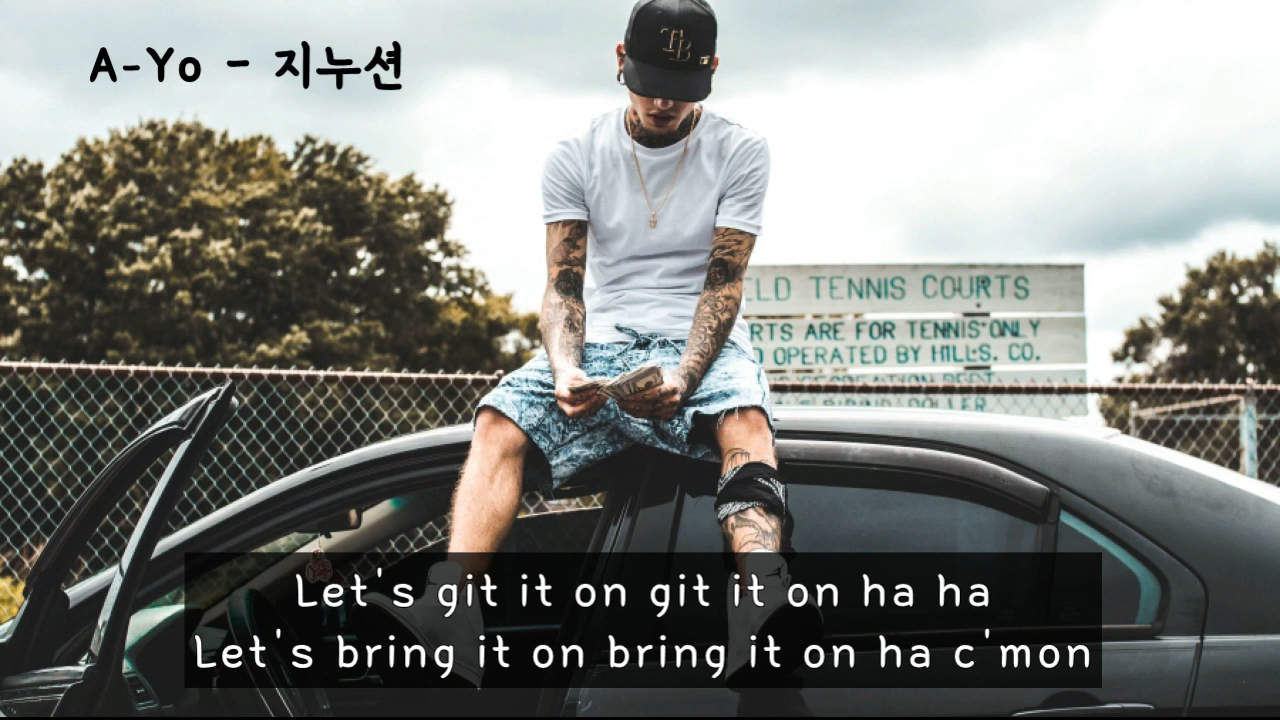 A-Yo - 지누션
TB
ELD TENNIS COURTS
RTS ARE FOR TENNIS ONLY
D OPERATED BY HILLS. CO.
Let's git it on git it on ha ha
Let's bring it on bring it on ha c'mon